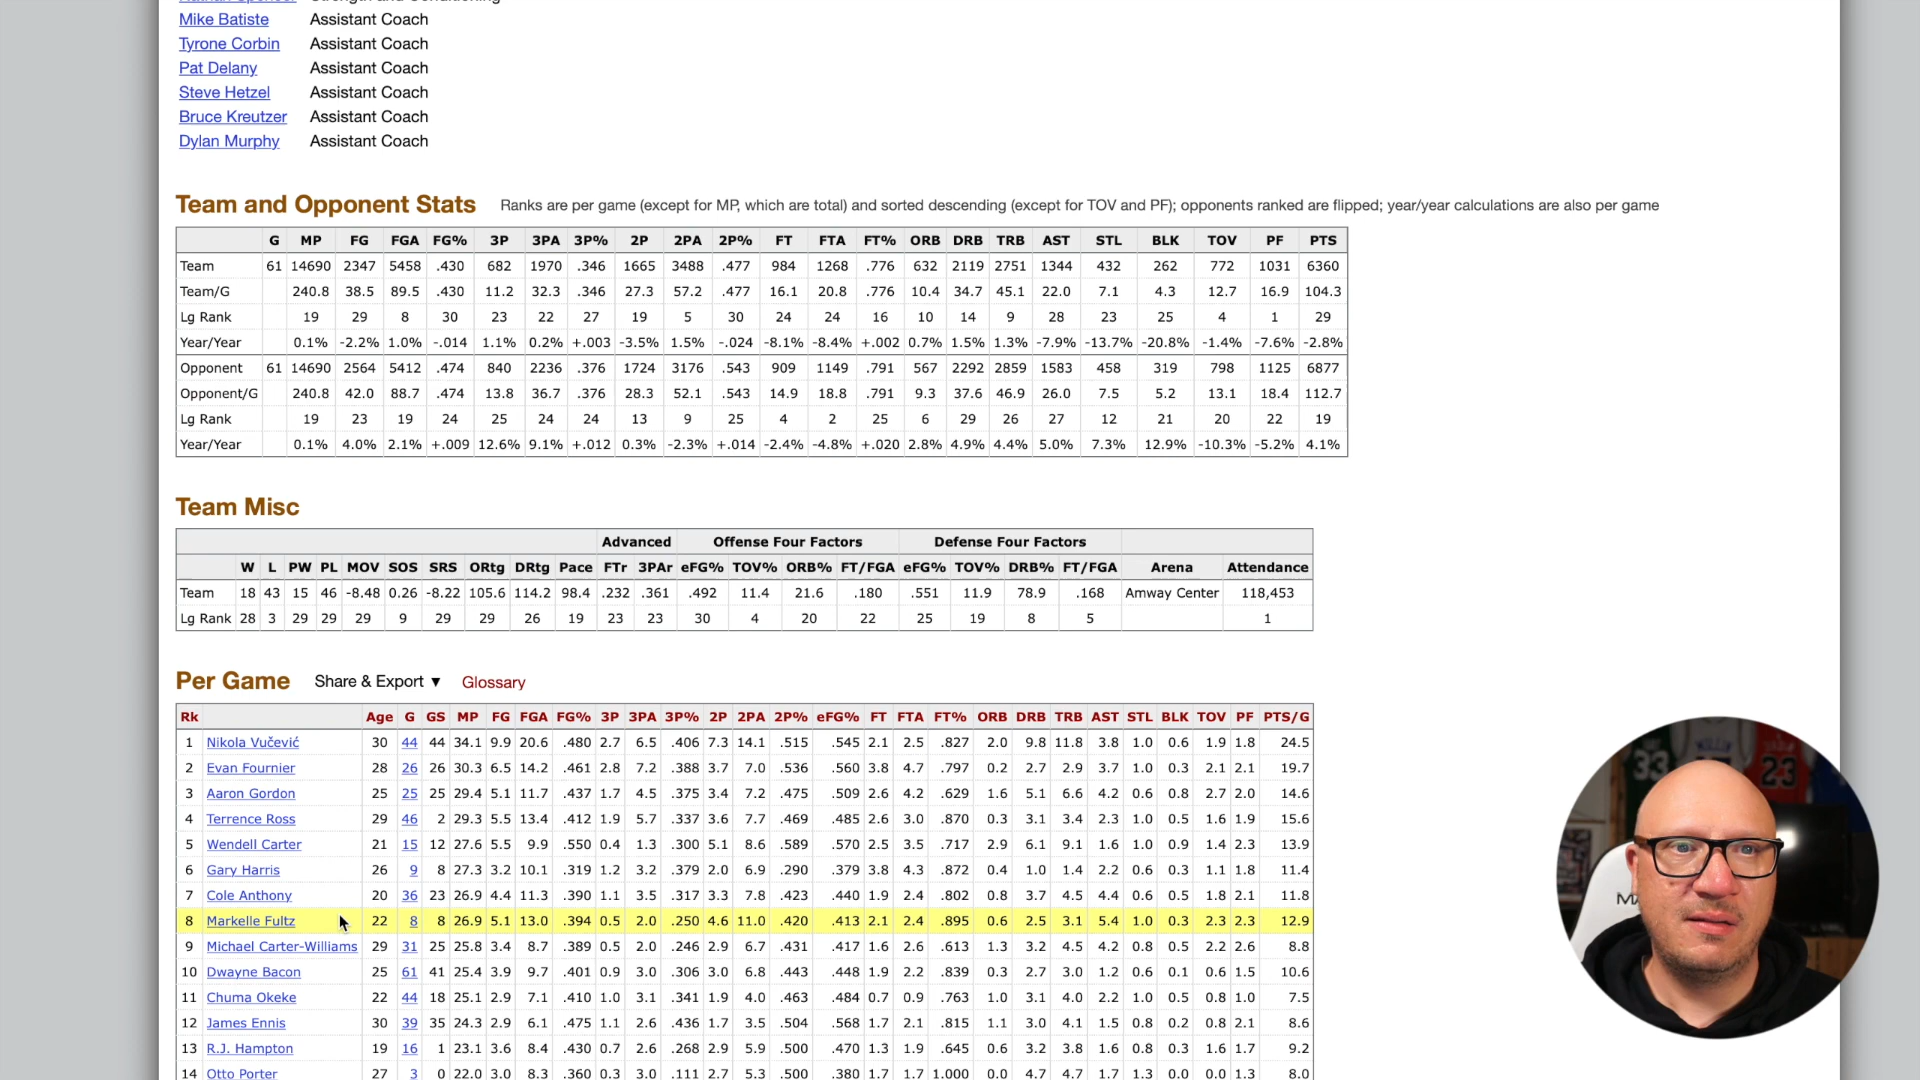 Mike Batiste Assistant Coach
Tyrone Corbin Assistant Coach
Pat Delany Assistant Coach
Steve Hetzel Assistant Coach
Bruce Kreutzer Assistant Coach
Dylan Murphy Assistant Coach
Team and Opponent Stats Ranks are per game (except for MP, which are total) and sorted descending (except for TOV and PF); opponents ranked are flipped; year/year calculations are also per game
G MP FG FGA FG% 3P 3PA 3P% 2P 2PA 2P% FT FTA FT% ORB DRB TRB AST STL BLK TOV PF PTS
Team 61 14690 2347 5458 .430 682 1970 .346 1665 3488 .477 984 1268 .776 632 2119 2751 1344 432 262 772 1031 6360
Team/G 240.8 38.5 89.5 .430 11.2 32.3 .346 27.3 57.2 .477 16.1 20.8 .776 10.4 34.7 45.1 22.0 7.1 4.3 12.7 16.9 104.3
Lg Rank 19 29 8 30 23 22 27 19 5 30 24 24 16 10 14 9 28 23 25 4 1 29
Year/Year 0.1% -2.2% 1.0% -.014 1.1% 0.2% +.003 -3.5% 1.5% -.024 -8.1% -8.4% +.002 0.7% 1.5% 1.3% -7.9% -13.7% -20.8% -1.4% -7.6% -2.8%
Opponent 61 14690 2564 5412 .474 840 2236 .376 1724 3176 .543 909 1149 .791 567 2292 2859 1583 458 319 798 1125 6877
Opponent/G 240.8 42.0 88.7 .474 13.8 36.7 .376 28.3 52.1 .543 14.9 18.8 .791 9.3 37.6 46.9 26.0 7.5 5.2 13.1 18.4 112.7
Lg Rank 19 23 19 24 25 24 24 13 9 25 4 2 25 6 29 26 27 12 21 20 22 19
Year/Year 0.1% 4.0% 2.1% +.009 12.6% 9.1% +.012 0.3% -2.3% +.014 -2.4% -4.8% +.020 2.8% 4.9% 4.4% 5.0% 7.3% 12.9% -10.3% -5.2% 4.1%
Team Misc
Advanced Offense Four Factors Defense Four Factors
W L PW PL MOV SOS SRS ORtg DRtg Pace FTr 3PAr eFG% TOV% ORB% FT/FGA eFG% TOV% DRB% FT/FGA Arena Attendance
Team 18 43 15 46 -8.48 0.26 -8.22 105.6 114.2 98.4 .232 .361 .492 11.4 21.6 .180 .551 11.9 78.9 .168 Amway Center 118,453
Lg Rank 28 3 29 29 29 9 29 29 26 19 23 23 30 4 20 22 25 19 8 5 1
Per Game Share & Export ▼ Glossary
Rk Age G GS MP FG FGA FG% 3P 3PA 3P% 2P 2PA 2P% eFG% FT FTA FT% ORB DRB TRB AST STL BLK TOV PF PTS/G
1 Nikola Vučević 30 44 44 34.1 9.9 20.6 .480 2.7 6.5 .406 7.3 14.1 .515 .545 2.1 2.5 .827 2.0 9.8 11.8 3.8 1.0 0.6 1.9 1.8 24.5
2 Evan Fournier 28 26 26 30.3 6.5 14.2 .461 2.8 7.2 .388 3.7 7.0 .536 .560 3.8 4.7 .797 0.2 2.7 2.9 3.7 1.0 0.3 2.1 2.1 19.7
3 Aaron Gordon 25 25 25 29.4 5.1 11.7 .437 1.7 4.5 .375 3.4 7.2 .475 .509 2.6 4.2 .629 1.6 5.1 6.6 4.2 0.6 0.8 2.7 2.0 14.6
4 Terrence Ross 29 46 2 29.3 5.5 13.4 .412 1.9 5.7 .337 3.6 7.7 .469 .485 2.6 3.0 .870 0.3 3.1 3.4 2.3 1.0 0.5 1.6 1.9 15.6
5 Wendell Carter 21 15 12 27.6 5.5 9.9 .550 0.4 1.3 .300 5.1 8.6 .589 .570 2.5 3.5 .717 2.9 6.1 9.1 1.6 1.0 0.9 1.4 2.3 13.9
6 Gary Harris 26 9 8 27.3 3.2 10.1 .319 1.2 3.2 .379 2.0 6.9 .290 .379 3.8 4.3 .872 0.4 1.0 1.4 2.2 0.6 0.3 1.1 1.8 11.4
7 Cole Anthony 20 36 23 26.9 4.4 11.3 .390 1.1 3.5 .317 3.3 7.8 .423 .440 1.9 2.4 .802 0.8 3.7 4.5 4.4 0.6 0.5 1.8 2.1 11.8
8 Markelle Fultz 22 8 8 26.9 5.1 13.0 .394 0.5 2.0 .250 4.6 11.0 .420 .413 2.1 2.4 .895 0.6 2.5 3.1 5.4 1.0 0.3 2.3 2.3 12.9
9 Michael Carter-Williams 29 31 25 25.8 3.4 8.7 .389 0.5 2.0 .246 2.9 6.7 .431 .417 1.6 2.6 .613 1.3 3.2 4.5 4.2 0.8 0.5 2.2 2.6 8.8
10 Dwayne Bacon 25 61 41 25.4 3.9 9.7 .401 0.9 3.0 .306 3.0 6.8 .443 .448 1.9 2.2 .839 0.3 2.7 3.0 1.2 0.6 0.1 0.6 1.5 10.6
11 Chuma Okeke 22 44 18 25.1 2.9 7.1 .410 1.0 3.1 .341 1.9 4.0 .463 .484 0.7 0.9 .763 1.0 3.1 4.0 2.2 1.0 0.5 0.8 1.0 7.5
12 James Ennis 30 39 35 24.3 2.9 6.1 .475 1.1 2.6 .436 1.7 3.5 .504 .568 1.7 2.1 .815 1.1 3.0 4.1 1.5 0.8 0.2 0.8 2.1 8.6
13 R.J. Hampton 19 16 1 23.1 3.6 8.4 .430 0.7 2.6 .268 2.9 5.9 .500 .470 1.3 1.9 .645 0.6 3.2 3.8 1.6 0.8 0.3 1.6 1.7 9.2
14 Otto Porter 27 3 0 22.0 3.0 8.3 .360 0.3 3.0 .111 2.7 5.3 .500 .380 1.7 1.7 1.000 0.0 4.7 4.7 1.7 1.3 0.0 0.0 1.3 8.0
33
23